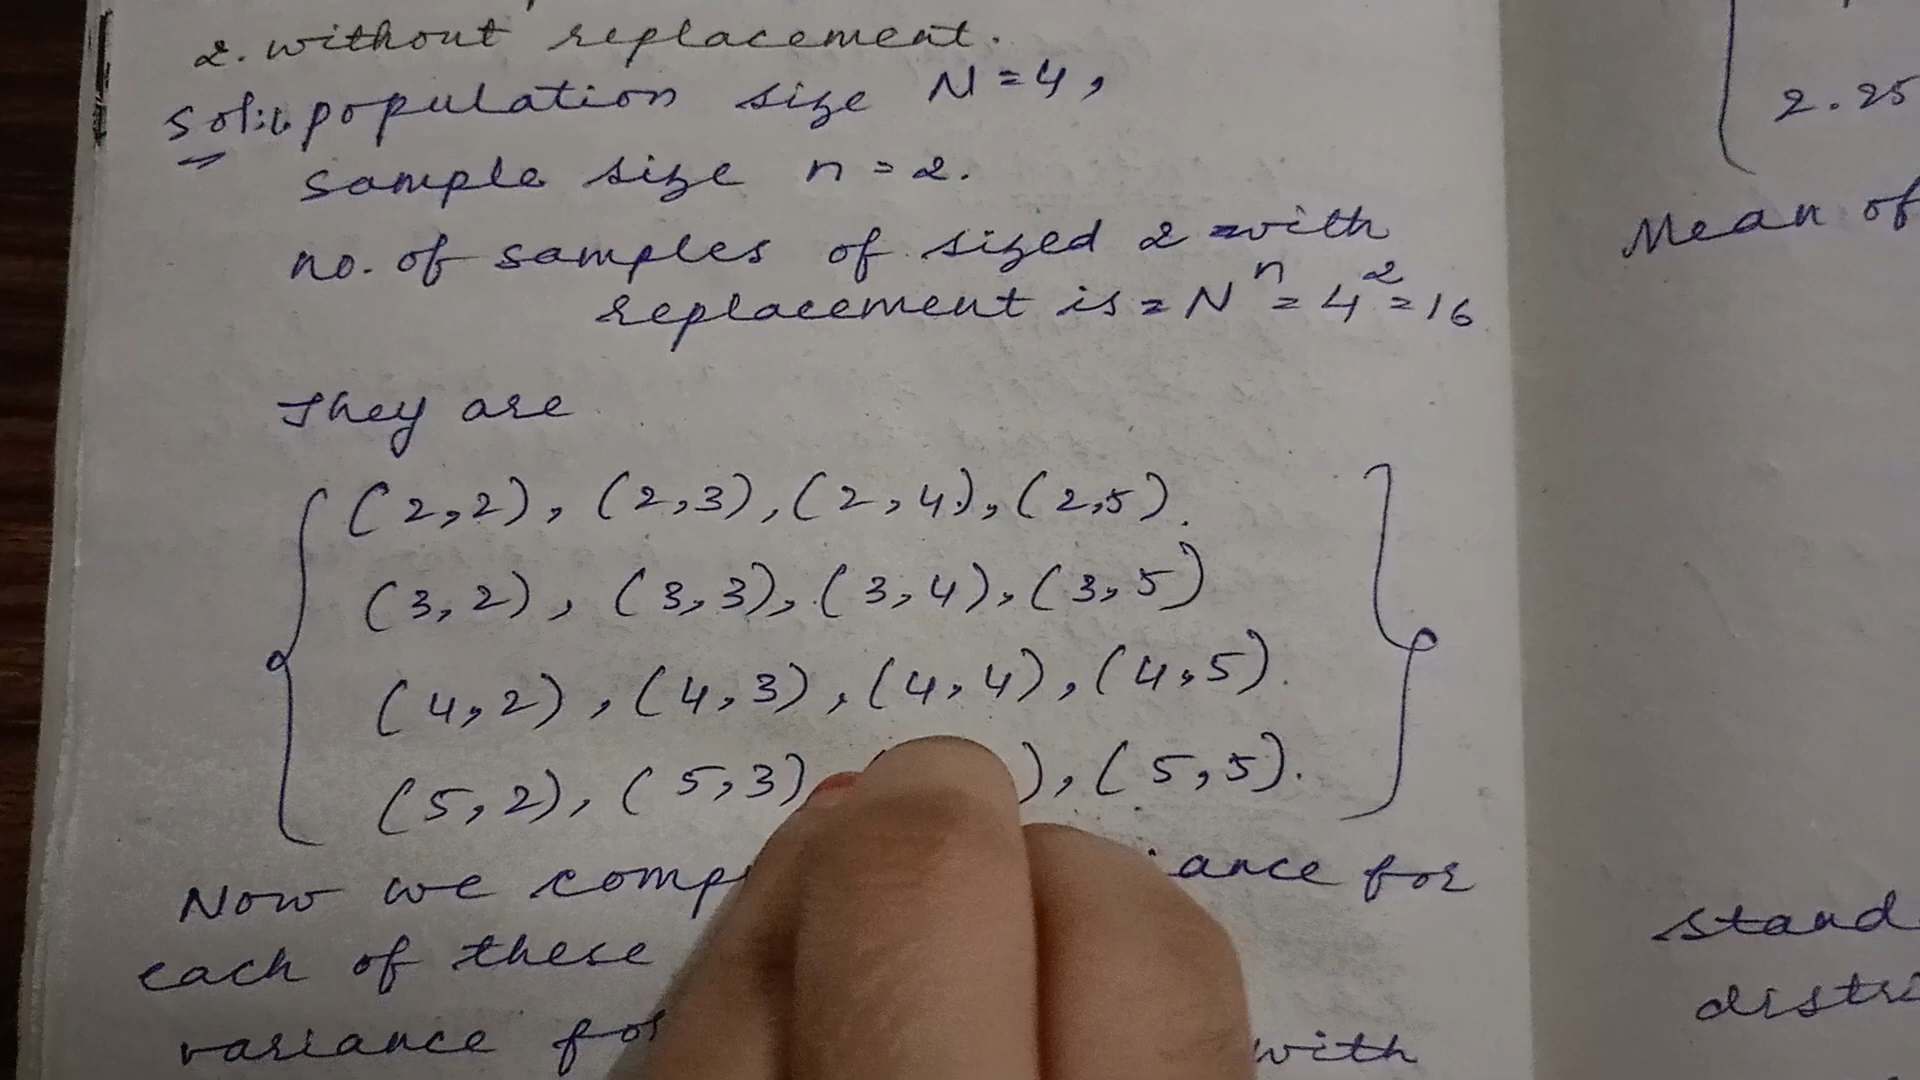 2. without replacement.
sol:- population size N = 4,
sample size n = 2.
no. of samples of sized 2 with
replacement is = Nⁿ = 4² = 16
They are
(2,2), (2,3), (2,4), (2,5).
(3,2), (3,3), (3,4), (3,5)
(4,2), (4,3), (4,4), (4,5).
(5,2), (5,3) ), (5,5).
Now we comp ance for
each of these
variance for with
2.25
Mean of
stand
distri